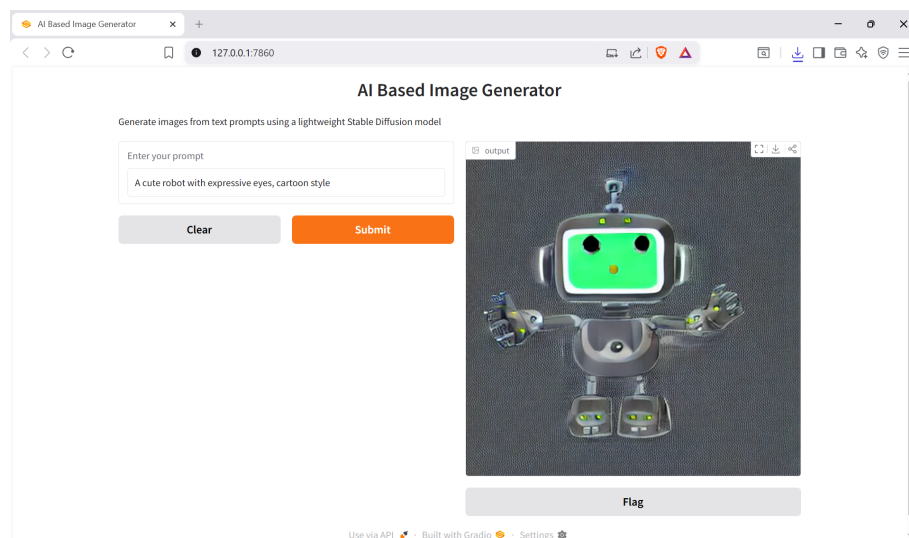 AI Based Image Generator
127.0.0.1:7860
AI Based Image Generator
Generate images from text prompts using a lightweight Stable Diffusion model
Enter your prompt
A cute robot with expressive eyes, cartoon style
Clear
Submit
output
Flag
Use via API · Built with Gradio · Settings